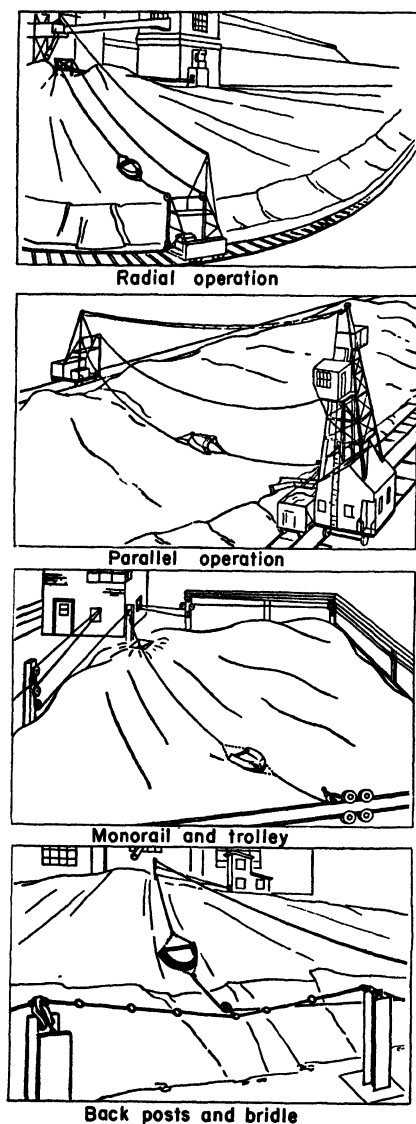 Radial operation
Parallel operation
Monorail and trolley
Back posts and bridle